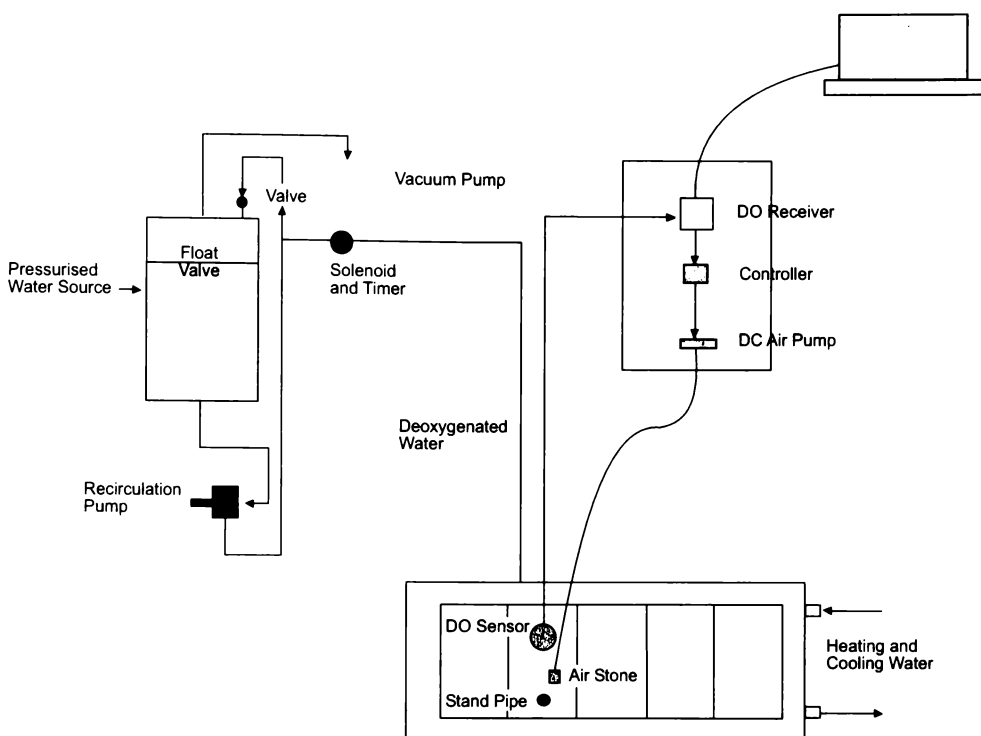 Vacuum Pump
Valve
DO Receiver
Float
Valve
Pressurised
Water Source
Solenoid
and Timer
Controller
DC Air Pump
Deoxygenated
Water
Recirculation
Pump
DO Sensor
Heating and
Cooling Water
Air Stone
Stand Pipe